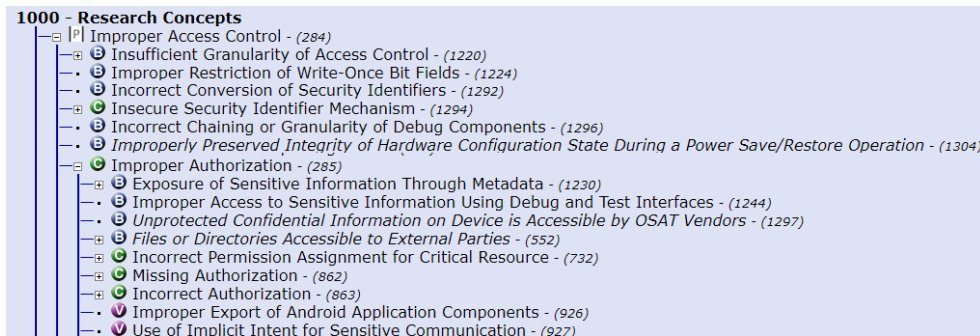 1000 - Research Concepts
P Improper Access Control - (284)
B Insufficient Granularity of Access Control - (1220)
B Improper Restriction of Write-Once Bit Fields - (1224)
B Incorrect Conversion of Security Identifiers - (1292)
C Insecure Security Identifier Mechanism - (1294)
B Incorrect Chaining or Granularity of Debug Components - (1296)
B Improperly Preserved Integrity of Hardware Configuration State During a Power Save/Restore Operation - (1304)
C Improper Authorization - (285)
B Exposure of Sensitive Information Through Metadata - (1230)
B Improper Access to Sensitive Information Using Debug and Test Interfaces - (1244)
B Unprotected Confidential Information on Device is Accessible by OSAT Vendors - (1297)
B Files or Directories Accessible to External Parties - (552)
C Incorrect Permission Assignment for Critical Resource - (732)
C Missing Authorization - (862)
C Incorrect Authorization - (863)
V Improper Export of Android Application Components - (926)
V Use of Implicit Intent for Sensitive Communication - (927)